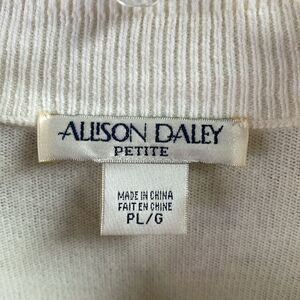 ALLISON DALEY
PETITE
MADE IN CHINA
FAIT EN CHINE
PL/G